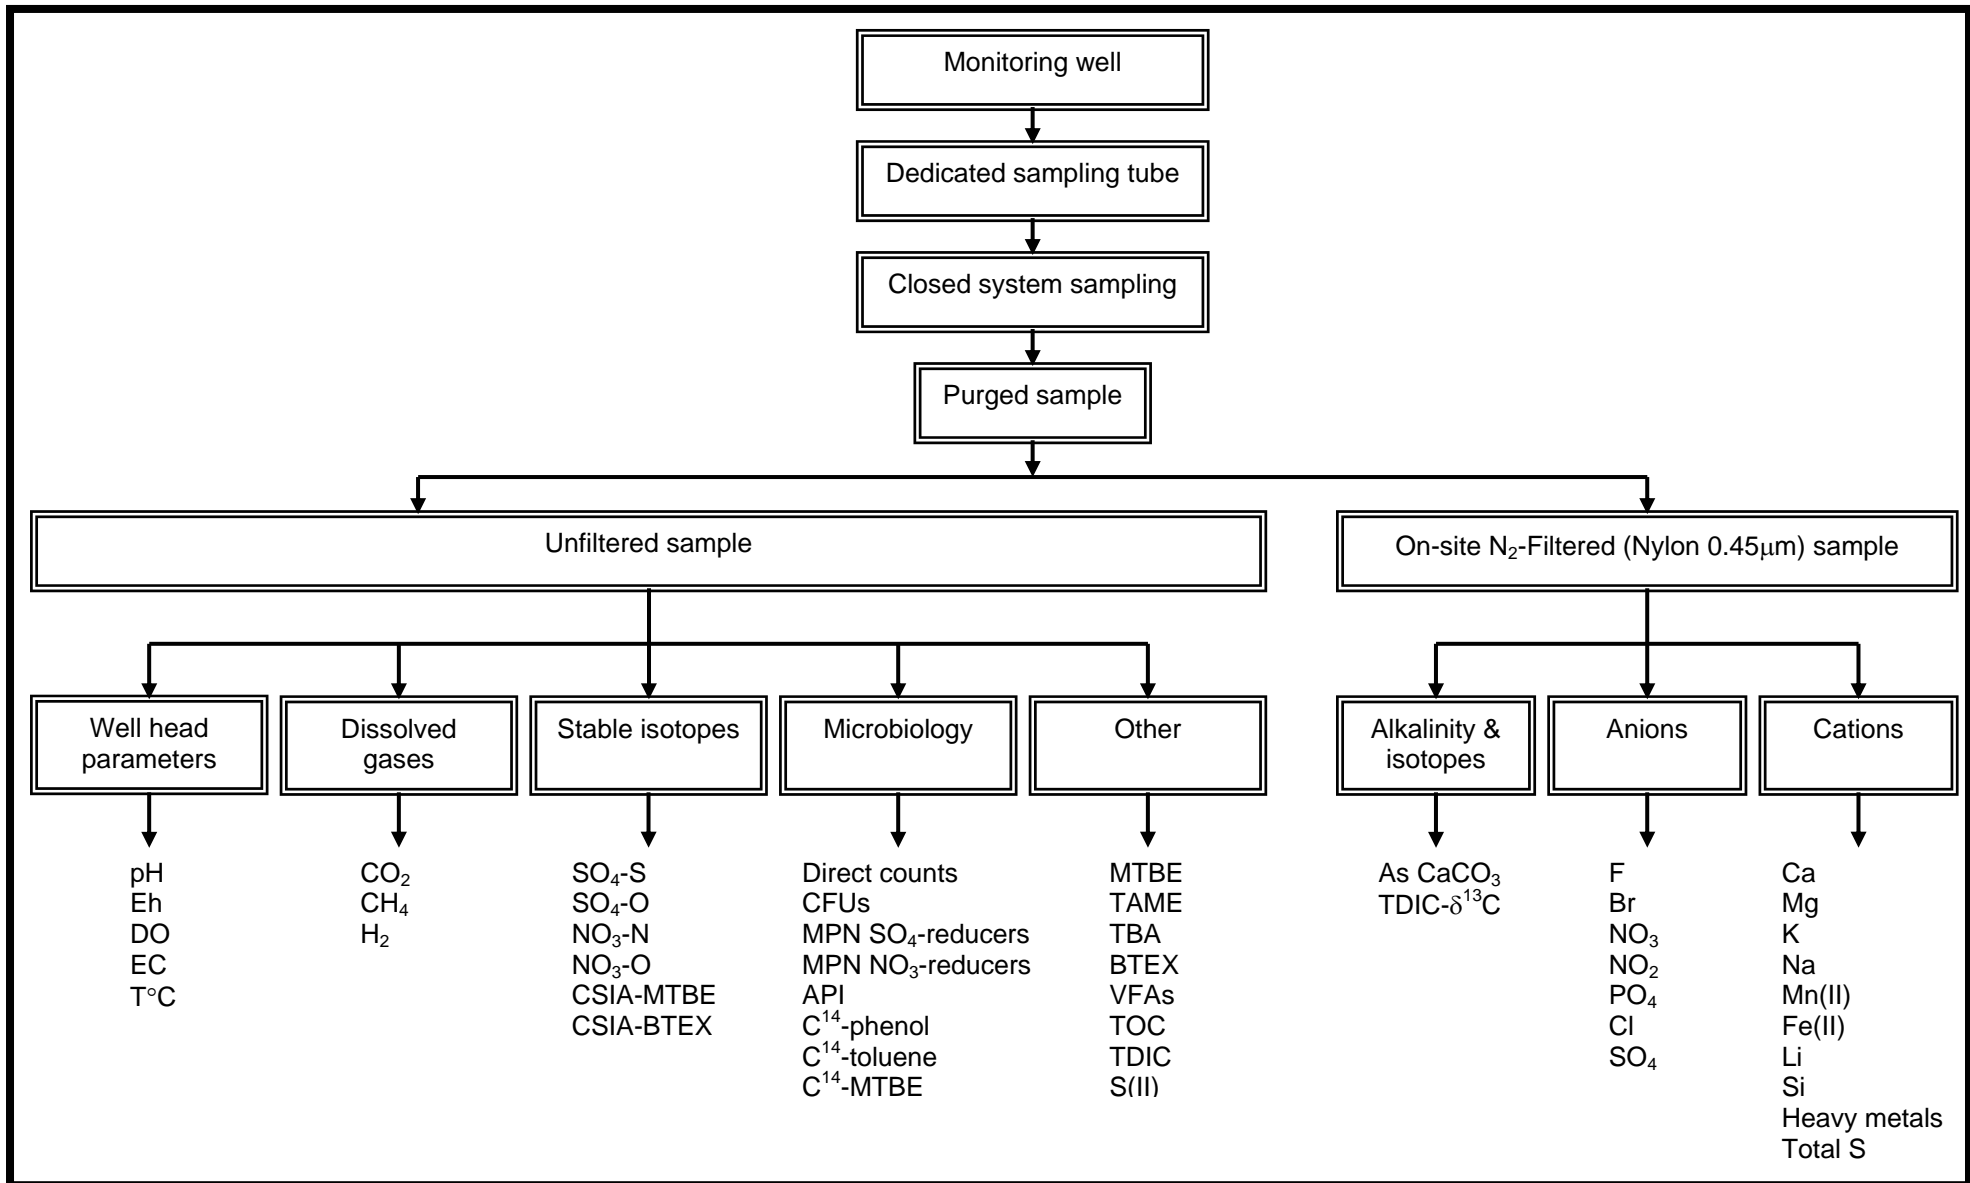 Monitoring well
Dedicated sampling tube
Closed system sampling
Purged sample
Unfiltered sample
On-site N₂-Filtered (Nylon 0.45μm) sample
Well head
parameters
Dissolved
gases
Stable isotopes
Microbiology
Other
Alkalinity &
isotopes
Anions
Cations
pH
Eh
DO
EC
T°C
CO₂
CH₄
H₂
SO₄-S
SO₄-O
NO₃-N
NO₃-O
CSIA-MTBE
CSIA-BTEX
Direct counts
CFUs
MPN SO₄-reducers
MPN NO₃-reducers
API
C¹⁴-phenol
C¹⁴-toluene
C¹⁴-MTBE
MTBE
TAME
TBA
BTEX
VFAs
TOC
TDIC
S(II)
As CaCO₃
TDIC-δ¹³C
F
Br
NO₃
NO₂
PO₄
Cl
SO₄
Ca
Mg
K
Na
Mn(II)
Fe(II)
Li
Si
Heavy metals
Total S